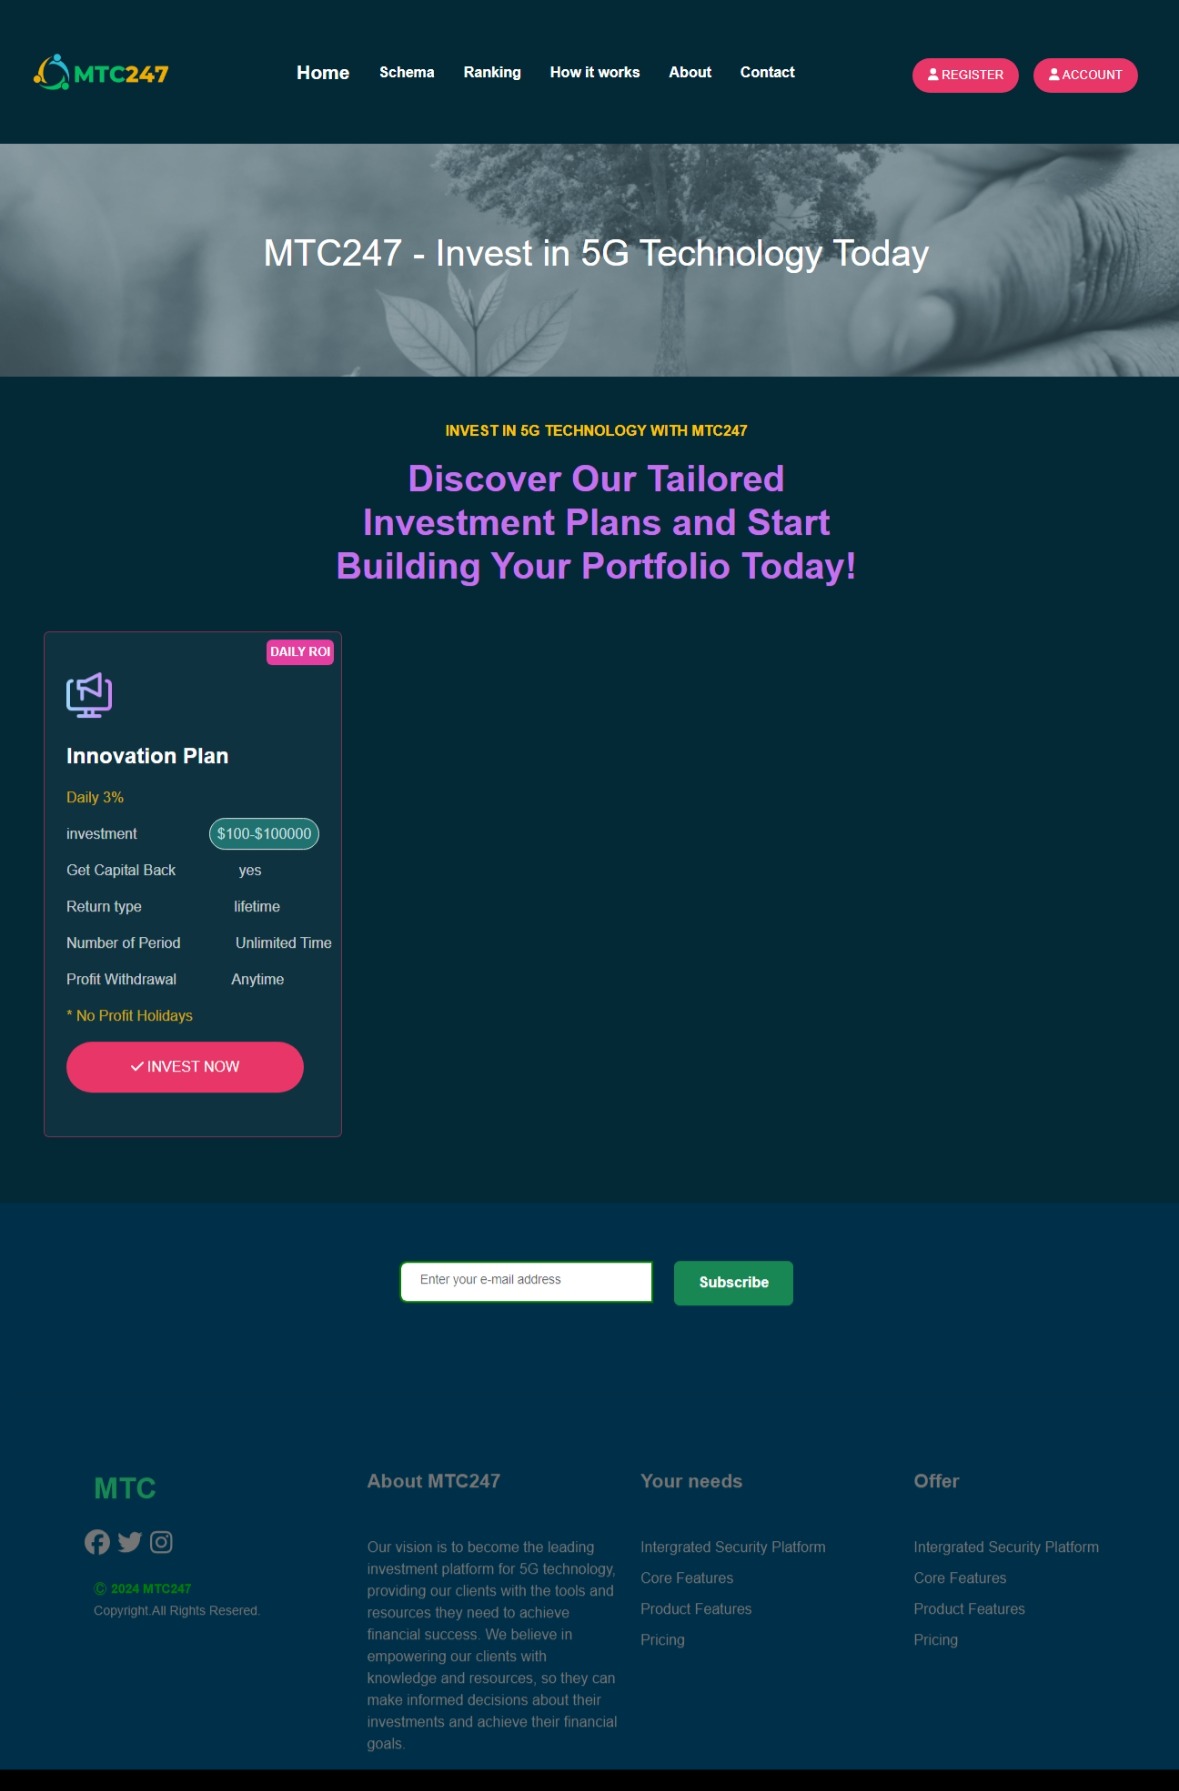 MTC247
Home Schema Ranking How it works About Contact
REGISTER ACCOUNT
MTC247 - Invest in 5G Technology Today
INVEST IN 5G TECHNOLOGY WITH MTC247
Discover Our Tailored
Investment Plans and Start
Building Your Portfolio Today!
DAILY ROI
Innovation Plan
Daily 3%
investment $100-$100000
Get Capital Back yes
Return type lifetime
Number of Period Unlimited Time
Profit Withdrawal Anytime
* No Profit Holidays
INVEST NOW
Enter your e-mail address
Subscribe
MTC
© 2024 MTC247
Copyright.All Rights Resered.
About MTC247
Our vision is to become the leading
investment platform for 5G technology,
providing our clients with the tools and
resources they need to achieve
financial success. We believe in
empowering our clients with
knowledge and resources, so they can
make informed decisions about their
investments and achieve their financial
goals.
Your needs
Intergrated Security Platform
Core Features
Product Features
Pricing
Offer
Intergrated Security Platform
Core Features
Product Features
Pricing